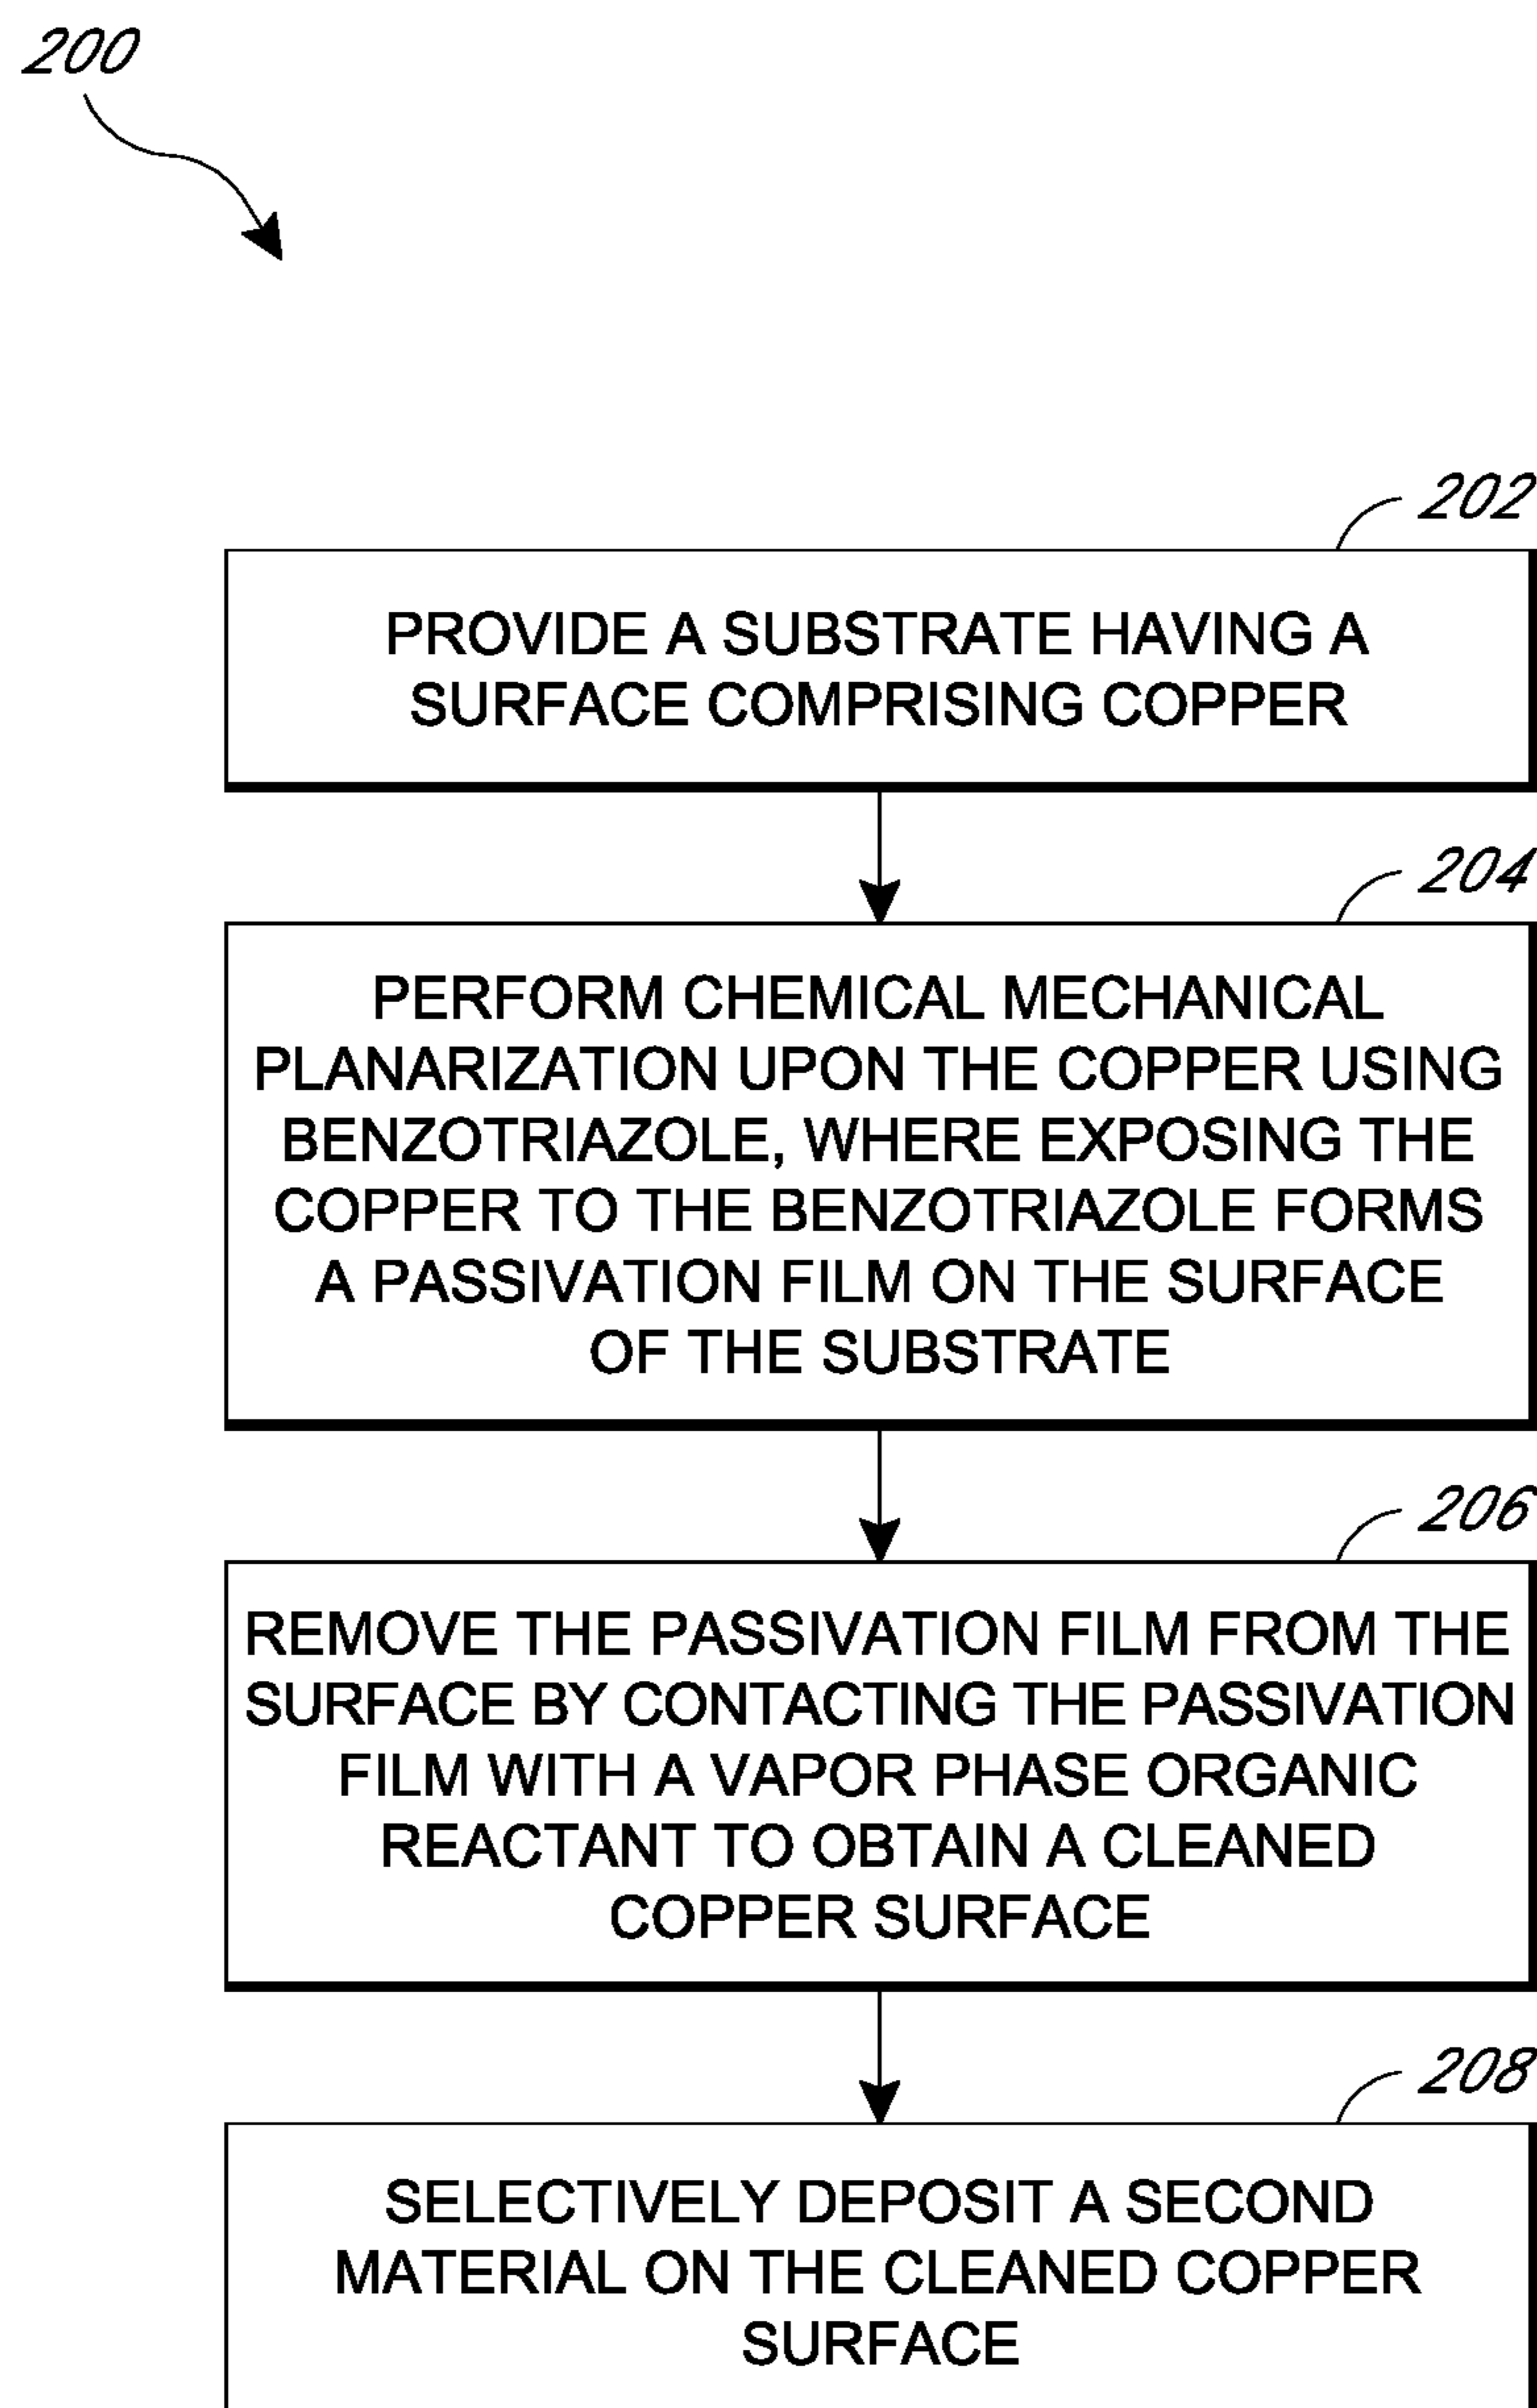 200
202
PROVIDE A SUBSTRATE HAVING A
SURFACE COMPRISING COPPER
204
PERFORM CHEMICAL MECHANICAL
PLANARIZATION UPON THE COPPER USING
BENZOTRIAZOLE, WHERE EXPOSING THE
COPPER TO THE BENZOTRIAZOLE FORMS
A PASSIVATION FILM ON THE SURFACE
OF THE SUBSTRATE
206
REMOVE THE PASSIVATION FILM FROM THE
SURFACE BY CONTACTING THE PASSIVATION
FILM WITH A VAPOR PHASE ORGANIC
REACTANT TO OBTAIN A CLEANED
COPPER SURFACE
208
SELECTIVELY DEPOSIT A SECOND
MATERIAL ON THE CLEANED COPPER
SURFACE